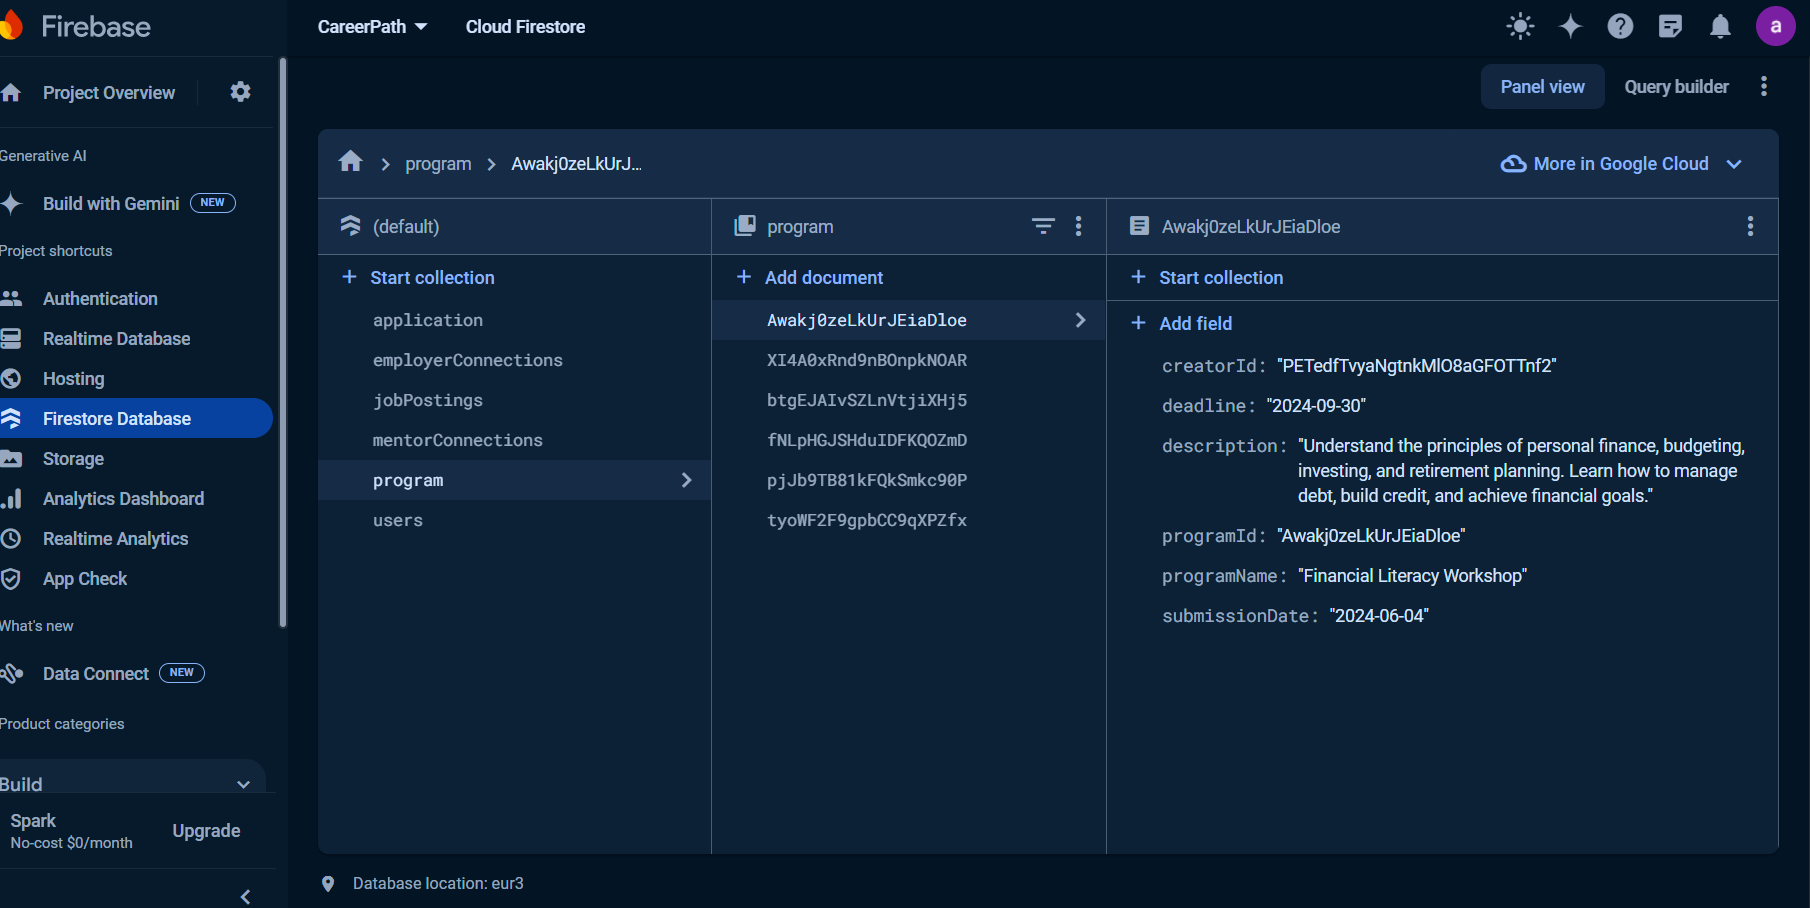 Firebase
CareerPath
Cloud Firestore
a
Project Overview
Generative AI
Build with Gemini NEW
Project shortcuts
Authentication
Realtime Database
Hosting
Firestore Database
Storage
Analytics Dashboard
Realtime Analytics
App Check
What's new
Data Connect NEW
Product categories
Build
Spark
No-cost $0/month
Upgrade
Panel view
Query builder
program
Awakj0zeLkUrJ...
More in Google Cloud
(default)
Start collection
application
employerConnections
jobPostings
mentorConnections
program
users
program
Add document
Awakj0zeLkUrJEiaDloe
XI4A0xRnd9nBOnpkNOAR
btgEJAIvSZLnVtjiXHj5
fNLpHGJSHduIDFKQOZmD
pjJb9TB81kFQkSmkc90P
tyoWF2F9gpbCC9qXPZfx
Awakj0zeLkUrJEiaDloe
Start collection
Add field
creatorId: "PETedfTvyaNgtnkMlO8aGFOTTnf2"
deadline: "2024-09-30"
description: "Understand the principles of personal finance, budgeting,
investing, and retirement planning. Learn how to manage
debt, build credit, and achieve financial goals."
programId: "Awakj0zeLkUrJEiaDloe"
programName: "Financial Literacy Workshop"
submissionDate: "2024-06-04"
Database location: eur3